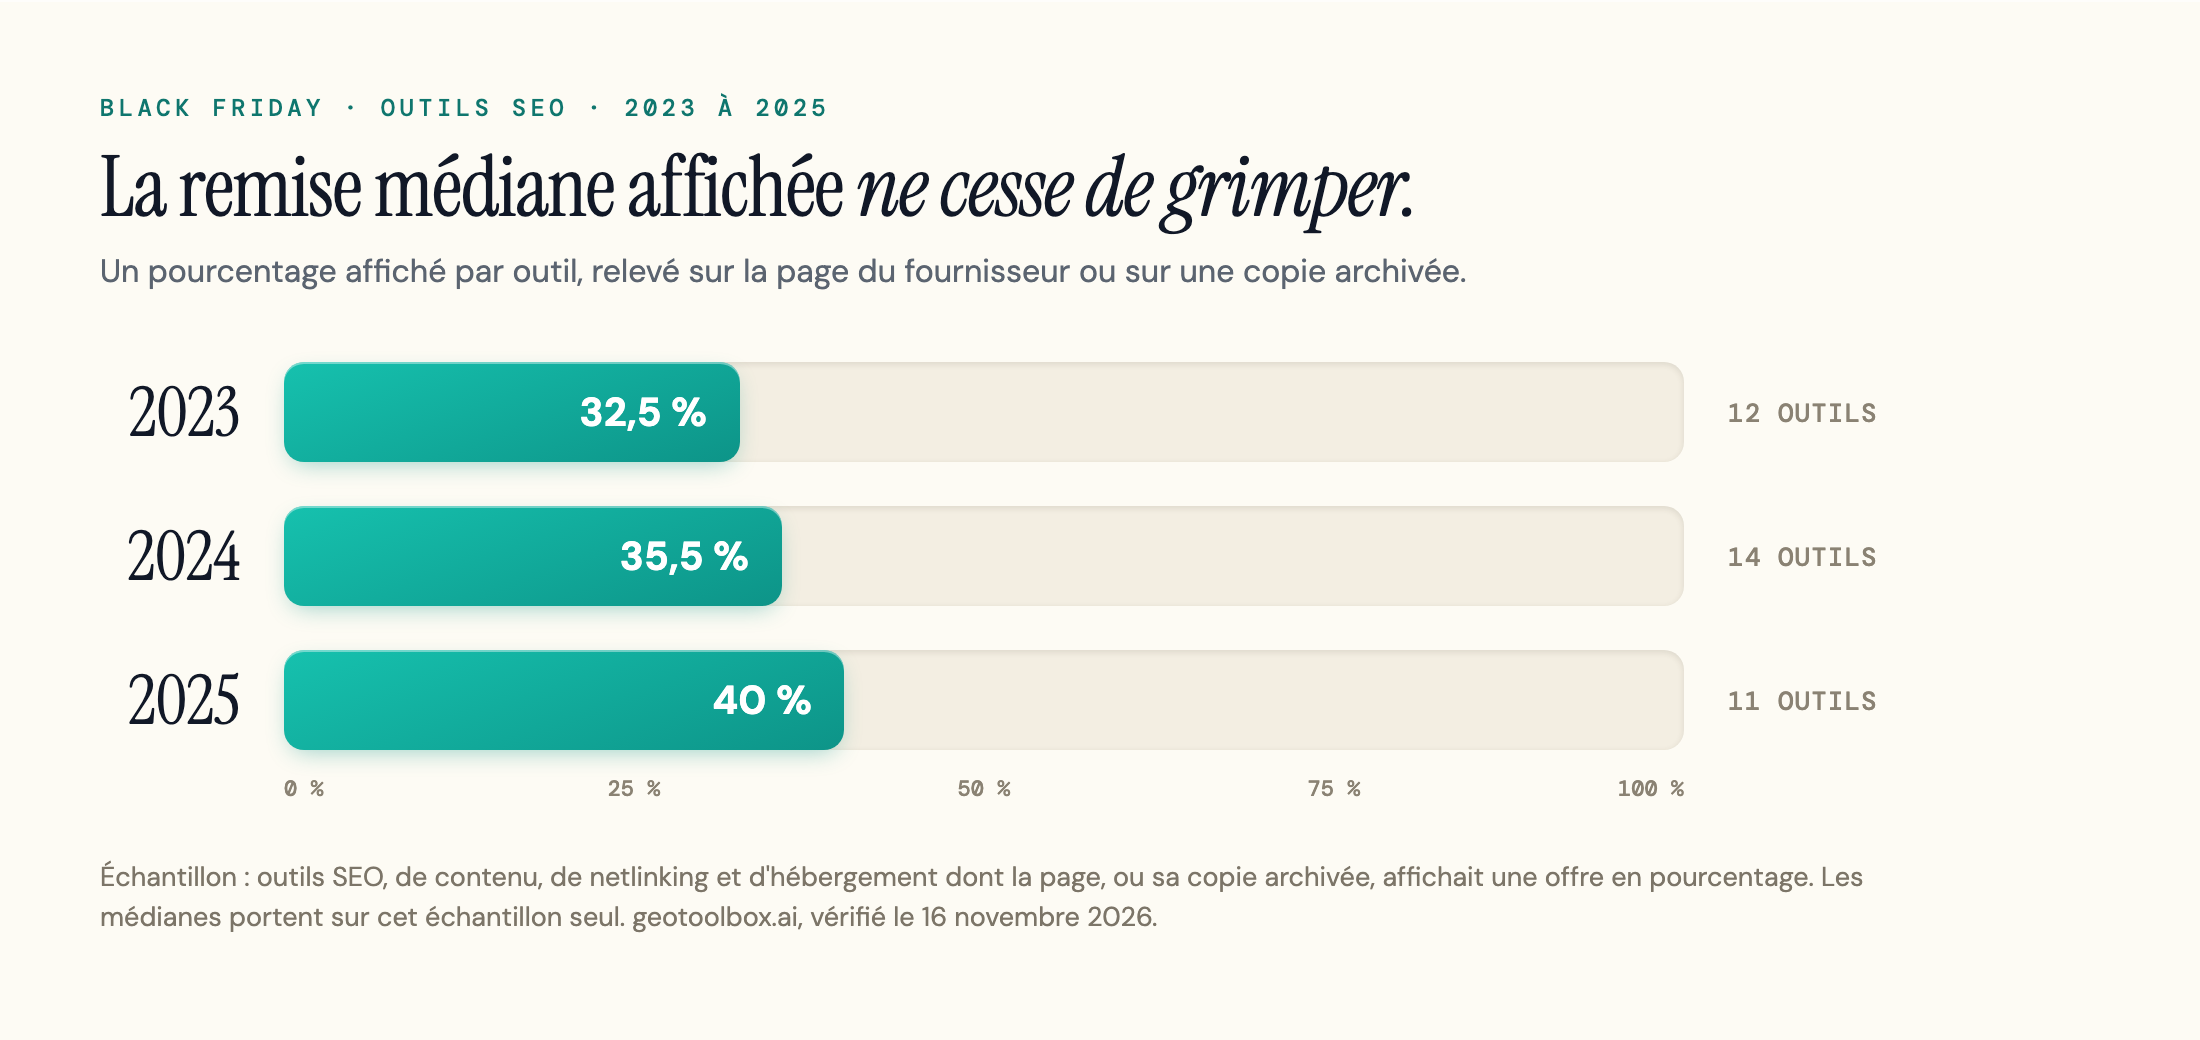 BLACK FRIDAY · OUTILS SEO · 2023 À 2025
La remise médiane affichée ne cesse de grimper.
Un pourcentage affiché par outil, relevé sur la page du fournisseur ou sur une copie archivée.
2023 32,5 % 12 OUTILS
2024 35,5 % 14 OUTILS
2025 40 % 11 OUTILS
0 % 25 % 50 % 75 % 100 %
Échantillon : outils SEO, de contenu, de netlinking et d'hébergement dont la page, ou sa copie archivée, affichait une offre en pourcentage. Les
médianes portent sur cet échantillon seul. geotoolbox.ai, vérifié le 16 novembre 2026.